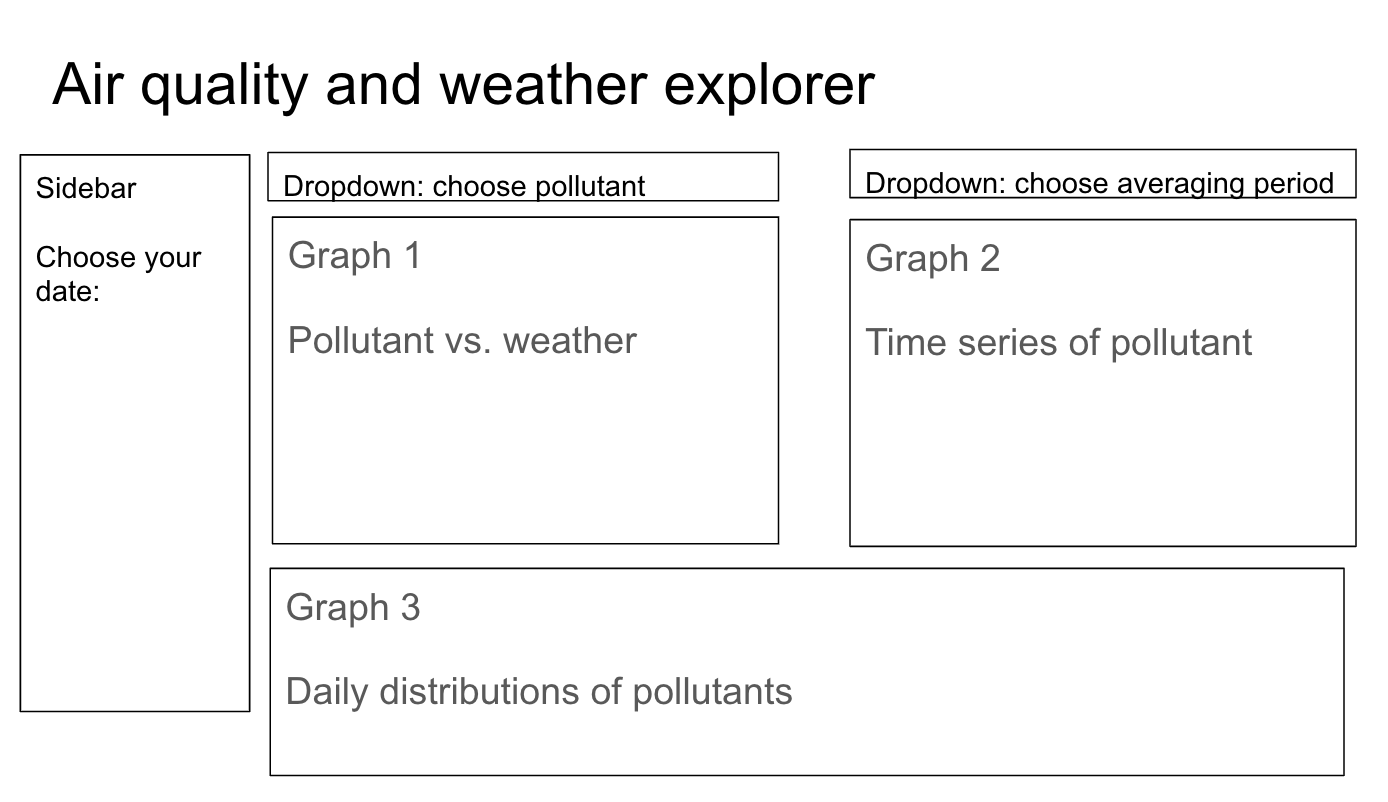 Air quality and weather explorer
Sidebar
Choose your
date:
Dropdown: choose pollutant
Dropdown: choose averaging period
Graph 1
Pollutant vs. weather
Graph 2
Time series of pollutant
Graph 3
Daily distributions of pollutants